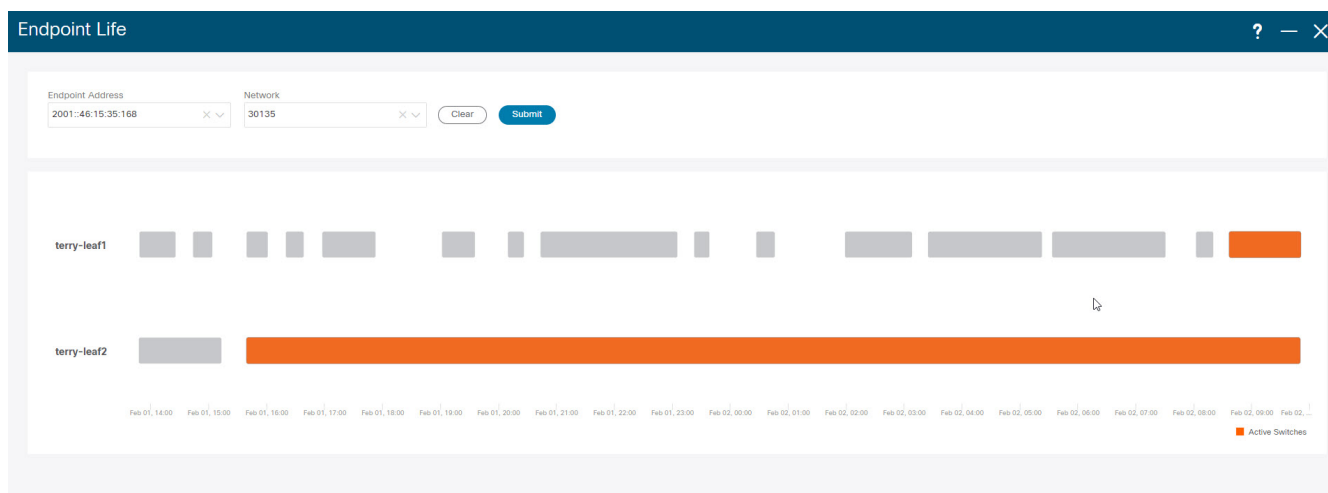 Endpoint Life
?
Endpoint Address Network
2001::46:15:35:168 30135 Clear Submit
terry-leaf1
terry-leaf2
Feb 01, 14:00 Feb 01, 15:00 Feb 01, 16:00 Feb 01, 17:00 Feb 01, 18:00 Feb 01, 19:00 Feb 01, 20:00 Feb 01, 21:00 Feb 01, 22:00 Feb 01, 23:00 Feb 02, 00:00 Feb 02, 01:00 Feb 02, 02:00 Feb 02, 03:00 Feb 02, 04:00 Feb 02, 05:00 Feb 02, 06:00 Feb 02, 07:00 Feb 02, 08:00 Feb 02, 09:00 Feb 02, ...
Active Switches